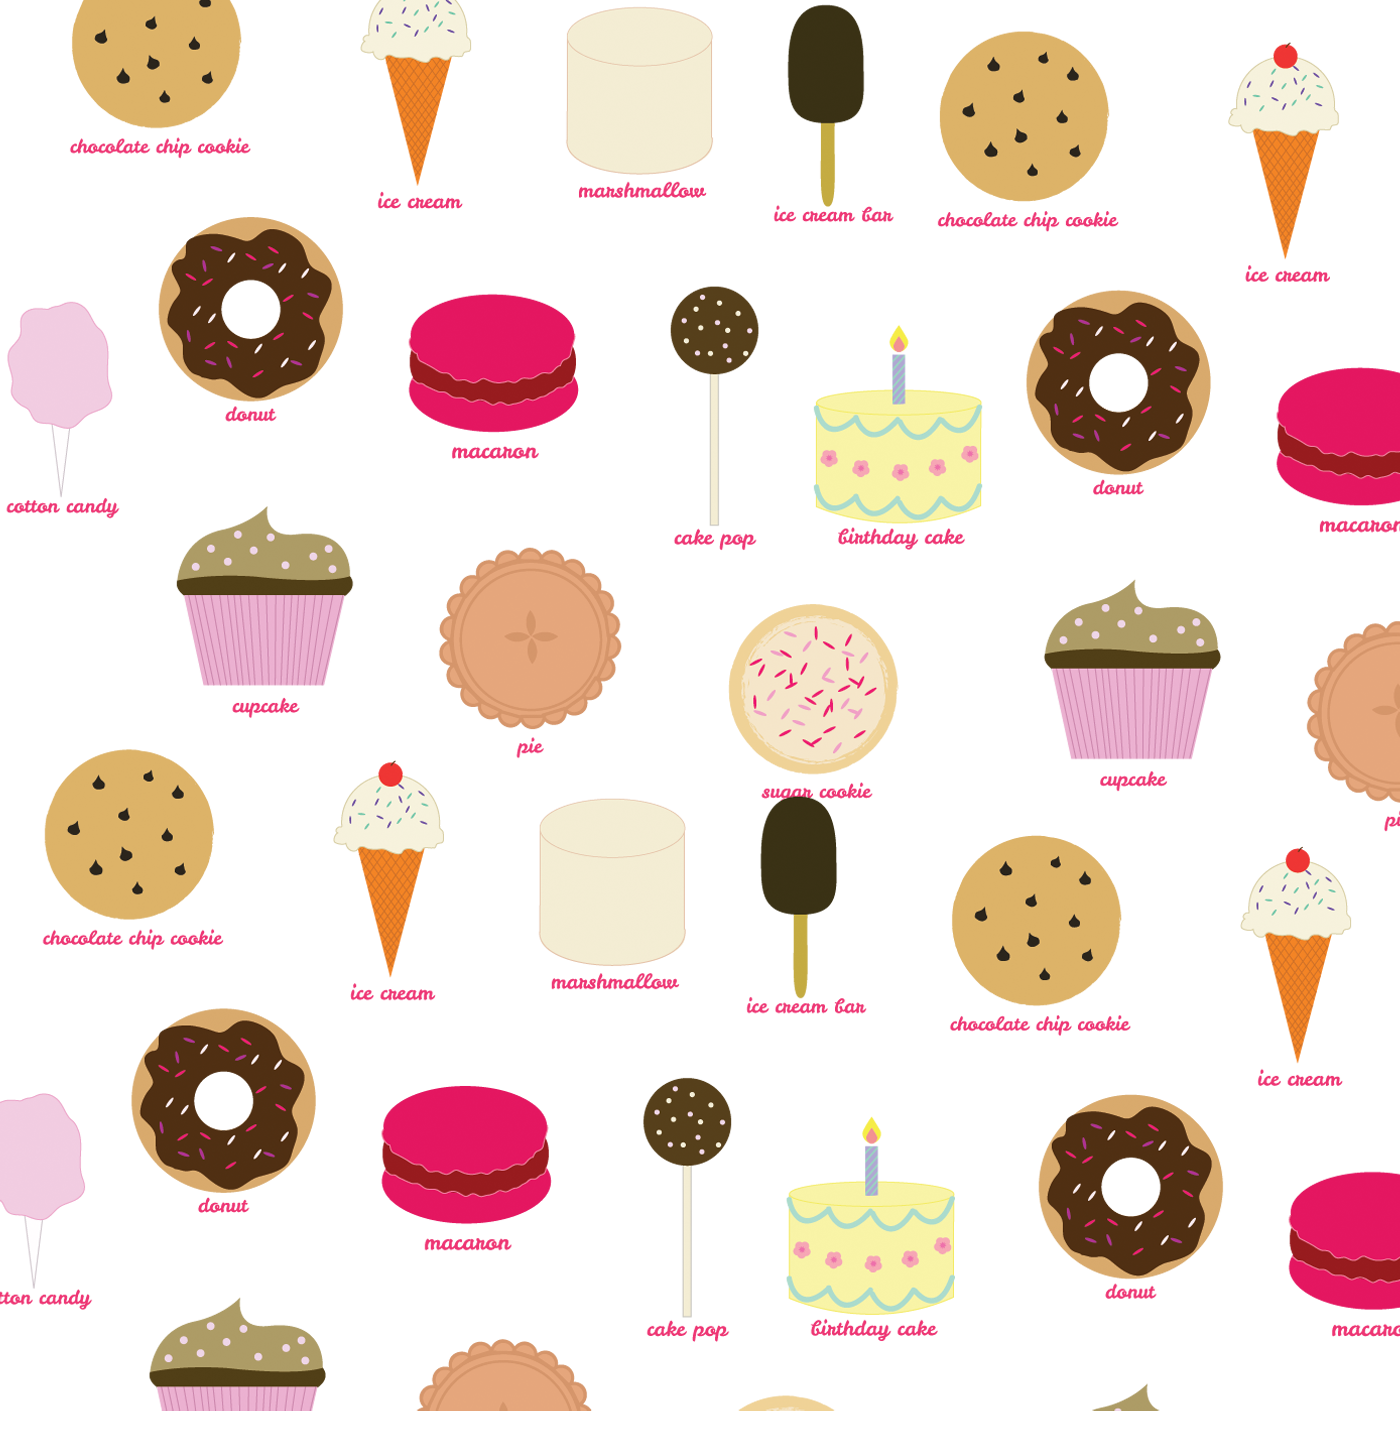 chocolate chip cookie
ice cream
marshmallow
ice cream bar
chocolate chip cookie
ice cream
donut
macaron
cotton candy
cake pop
birthday cake
donut
macaron
cupcake
pie
sugar cookie
cupcake
pi
chocolate chip cookie
ice cream
marshmallow
ice cream bar
chocolate chip cookie
ice cream
donut
macaron
tton candy
cake pop
birthday cake
donut
macaro